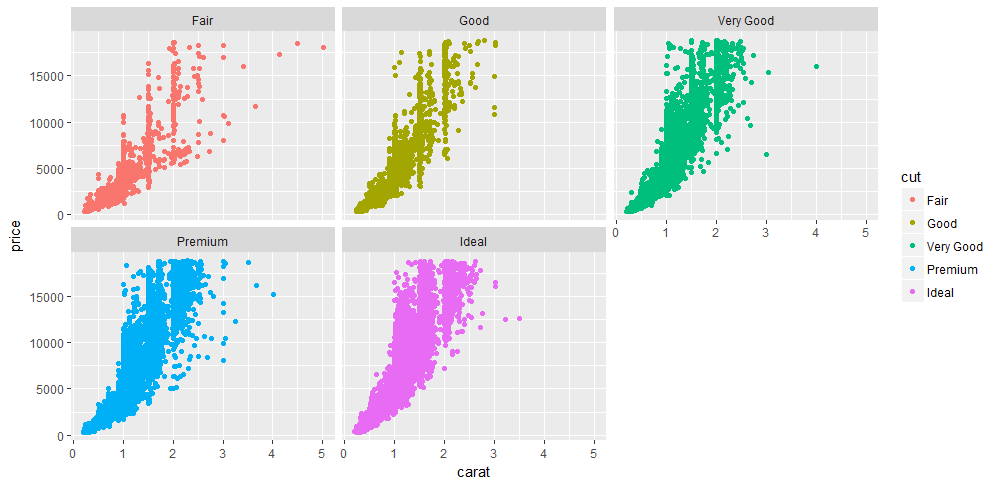 Fair Good Very Good
15000
10000
5000
0
0 1 2 3 4 5
price
Premium Ideal
15000
10000
5000
0
0 1 2 3 4 5 0 1 2 3 4 5
carat
cut
Fair
Good
Very Good
Premium
Ideal